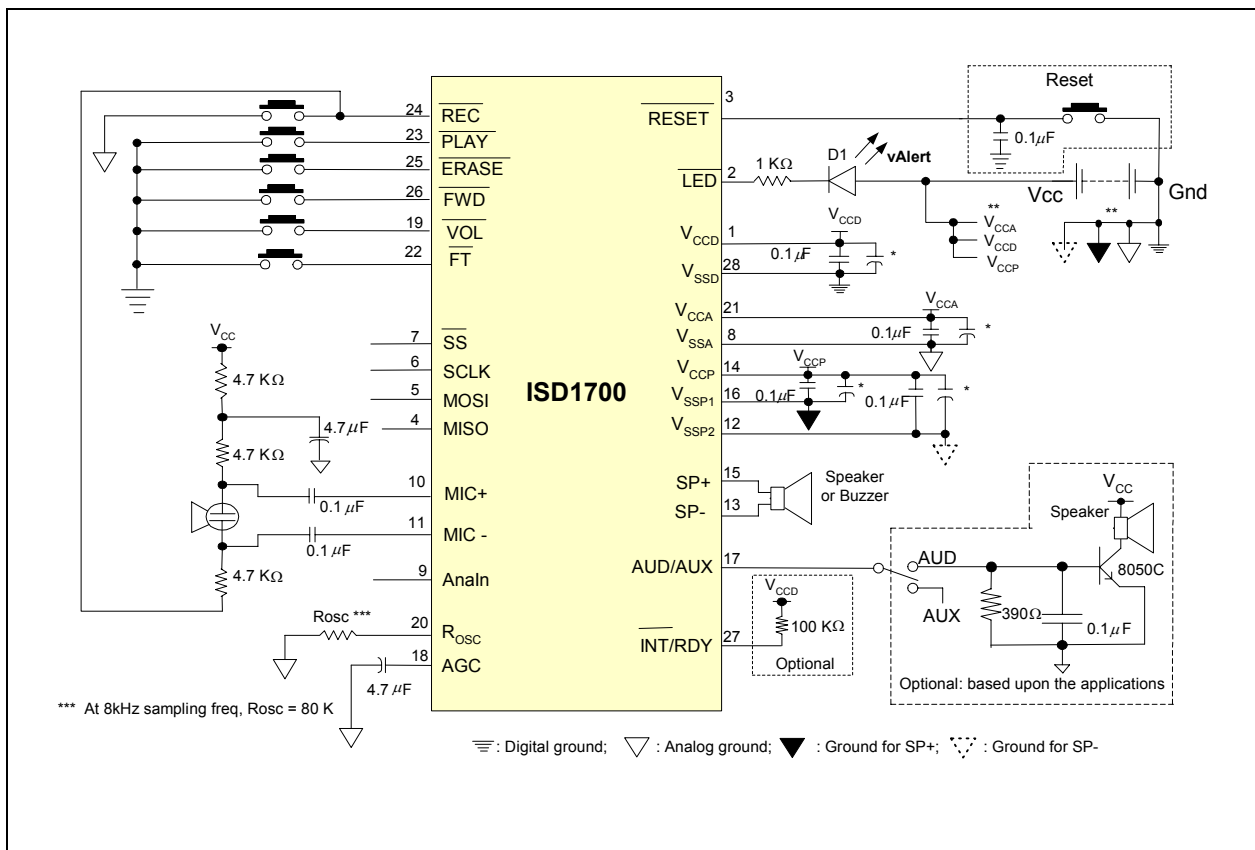 Reset
3
24 REC
RESET
0.1µF
23 PLAY
25 ERASE
D1
vAlert
1 KΩ
LED 2
26 FWD
Vcc
Gnd
19 VOL
**
VCCA
VCCD
VCCP
**
22 FT
VCCD
VCCD 1
0.1µF
*
VSSD 28
VCCA
VCCA 21
0.1µF
*
VSSA 8
VCC
7 SS
6 SCLK
5 MOSI
4 MISO
4.7 KΩ
4.7µF
4.7 KΩ
ISD1700
VCCP
VCCP 14
*
*
0.1µF
0.1µF
VSSP1 16
VSSP2 12
10 MIC+
0.1µF
11 MIC -
0.1µF
4.7 KΩ
9 AnaIn
SP+ 15
SP- 13
Speaker
or Buzzer
VCC
Speaker
AUD/AUX 17
AUD
AUX
8050C
390Ω
0.1µF
Optional: based upon the applications
VCCD
100 KΩ
INT/RDY 27
Optional
Rosc ***
20 ROSC
18 AGC
4.7 µF
*** At 8kHz sampling freq, Rosc = 80 K
: Digital ground; : Analog ground; : Ground for SP+; : Ground for SP-